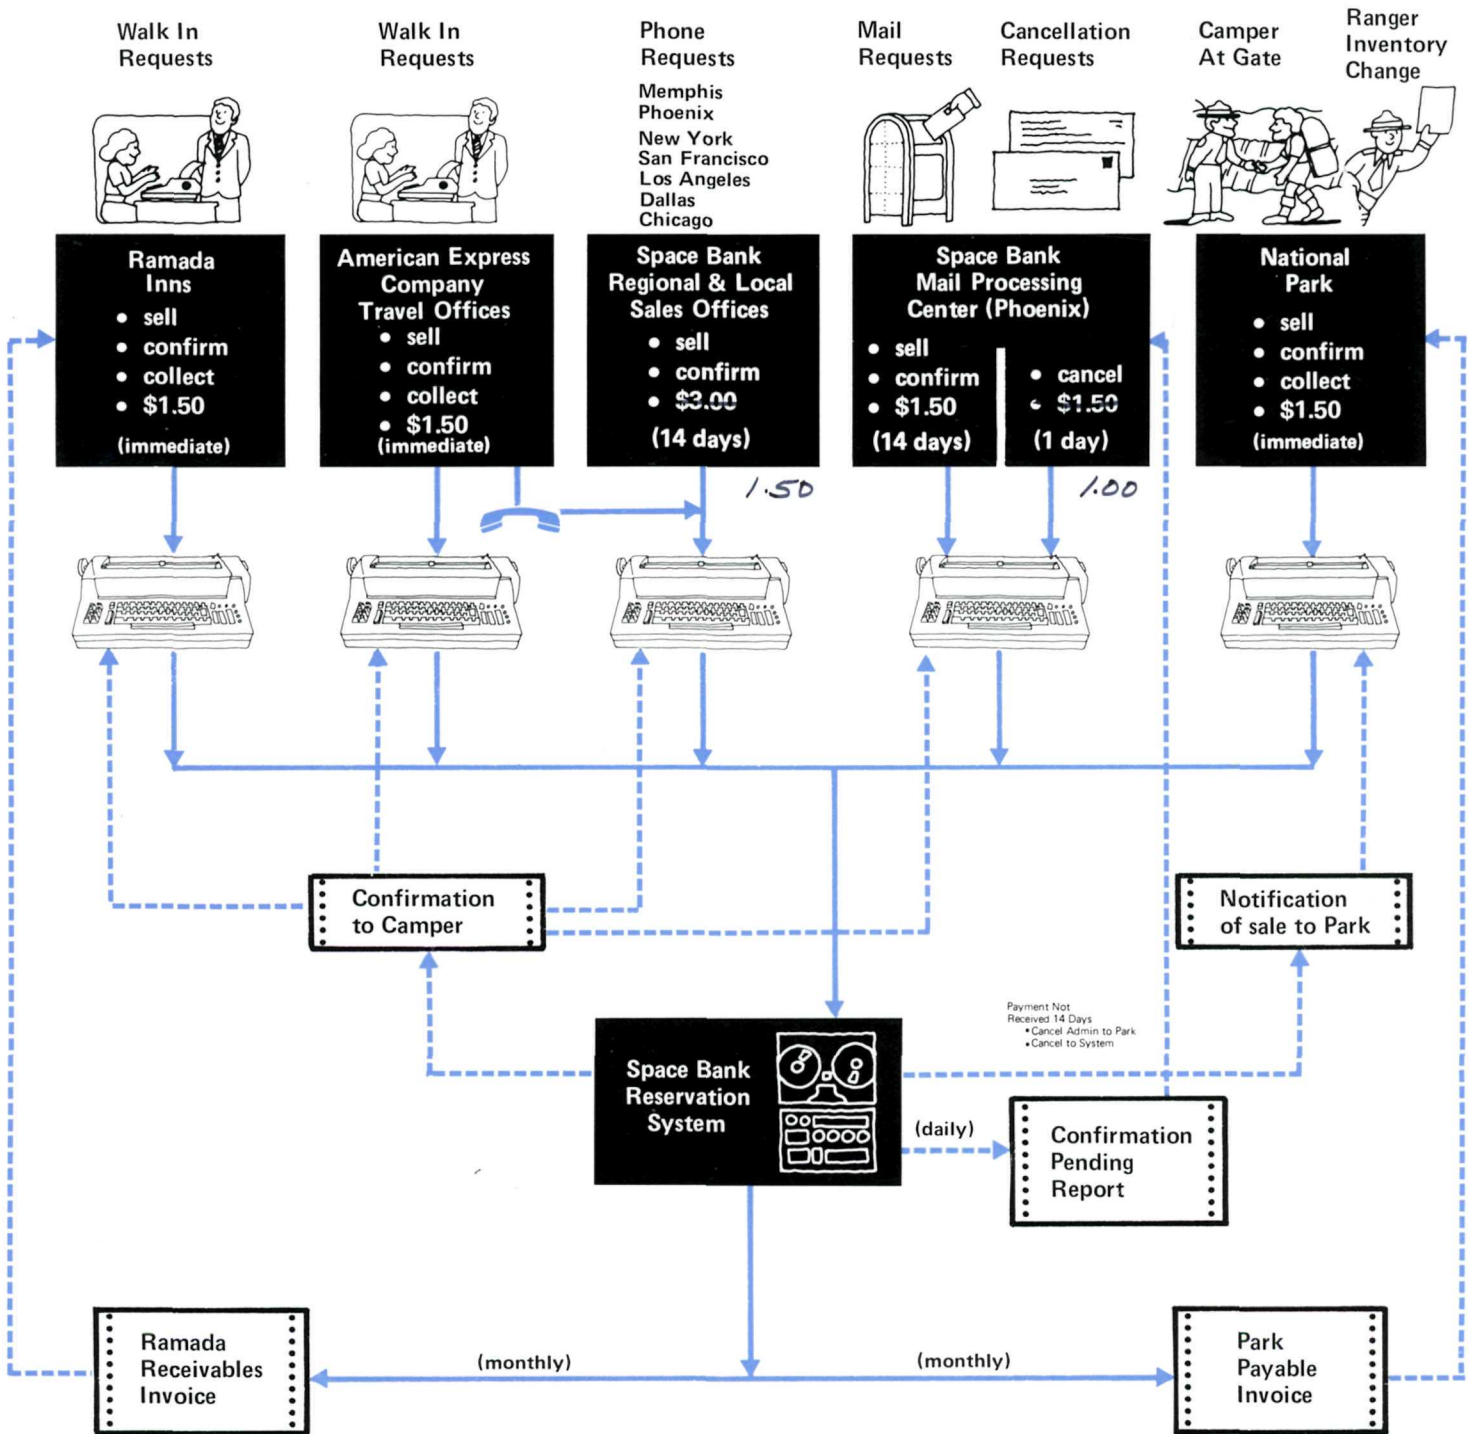 Walk In
Requests
Walk In
Requests
Phone
Requests
Memphis
Phoenix
New York
San Francisco
Los Angeles
Dallas
Chicago
Mail
Requests
Cancellation
Requests
Camper
At Gate
Ranger
Inventory
Change
Ramada
Inns
• sell
• confirm
• collect
• $1.50
(immediate)
American Express
Company
Travel Offices
• sell
• confirm
• collect
• $1.50
(immediate)
Space Bank
Regional & Local
Sales Offices
• sell
• confirm
• $3.00
(14 days)
1.50
Space Bank
Mail Processing
Center (Phoenix)
• sell
• confirm
• $1.50
(14 days)
• cancel
• $1.50
(1 day)
1.00
National
Park
• sell
• confirm
• collect
• $1.50
(immediate)
Confirmation
to Camper
Notification
of sale to Park
Payment Not
Received 14 Days
• Cancel Admin to Park
• Cancel to System
Space Bank
Reservation
System
(daily)
Confirmation
Pending
Report
Ramada
Receivables
Invoice
(monthly)
(monthly)
Park
Payable
Invoice